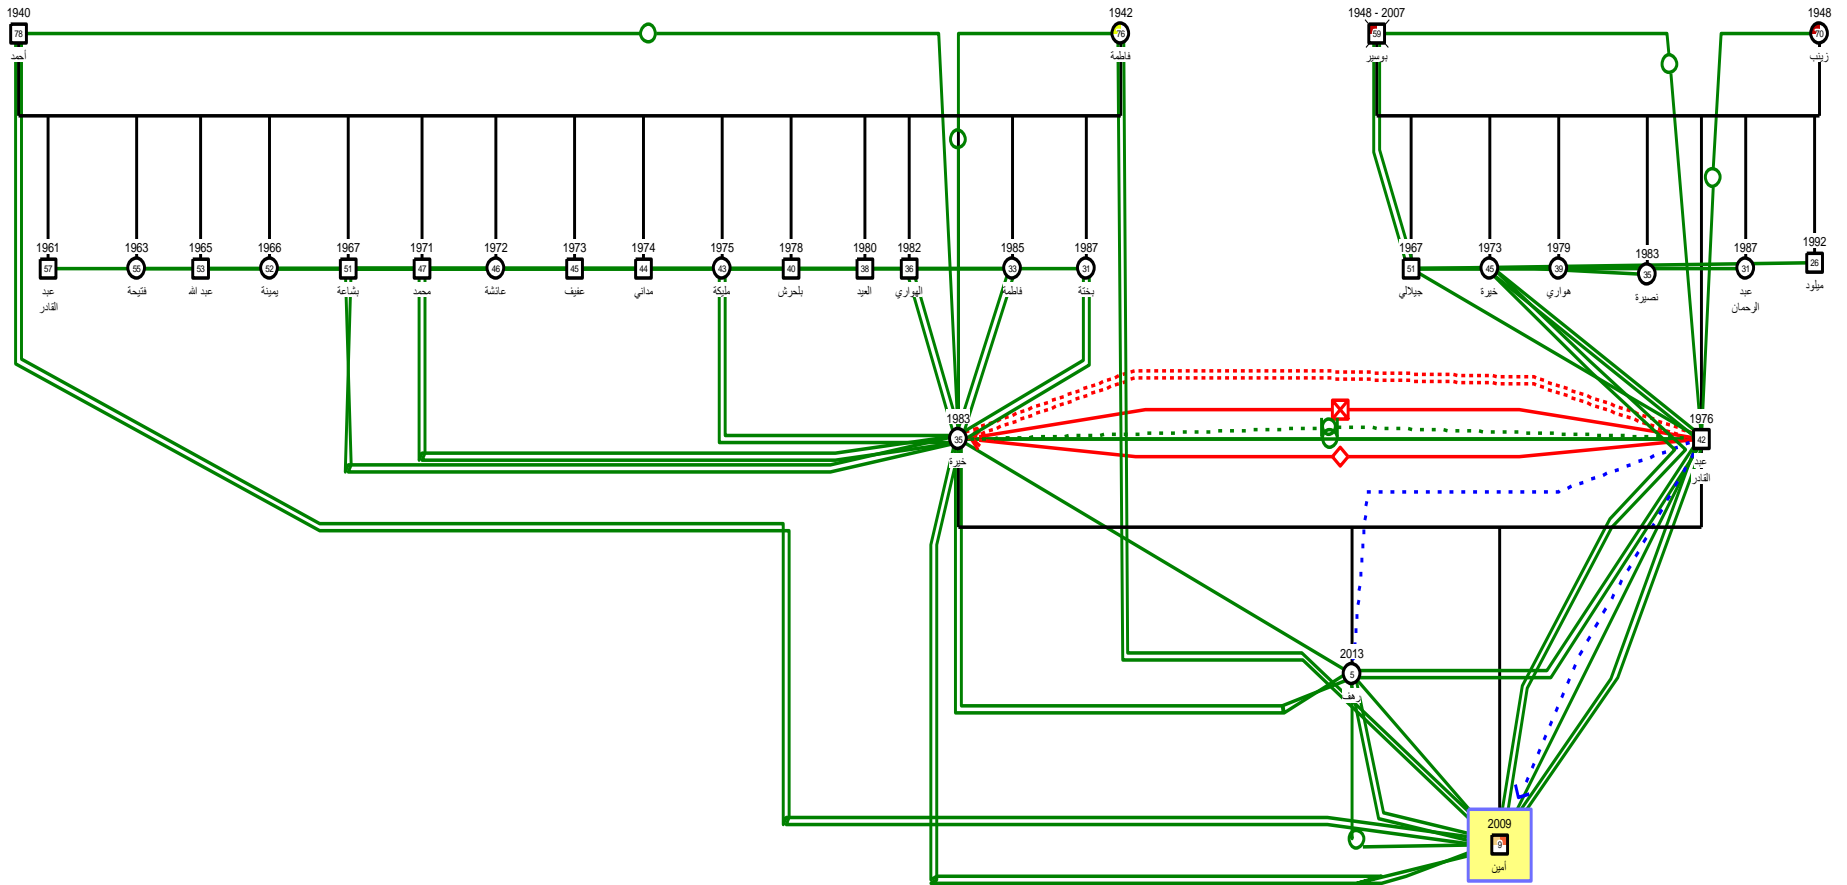 1940
1942
1948 - 2007
1948
78
76
59
70
أحمد
فاطمة
بوسير
زينب
1961
1963
1965
1966
1967
1971
1972
1973
1974
1975
1978
1980
1982
1985
1987
1967
1973
1979
1983
1987
1992
57
55
53
52
51
47
46
45
44
43
40
38
36
33
31
51
45
39
35
31
26
عبد
القادر
فتيحة
عبد الله
يمينة
بشاعة
محمد
عائشة
عفيف
مداني
مليكة
بلحرش
العيد
الهواري
فاطمة
بختة
جيلالي
خيرة
هواري
نصيرة
عبد
الرحمان
ميلود
1983
1976
35
42
خيرة
عبد
القادر
2013
5
رهف
2009
9
أمين